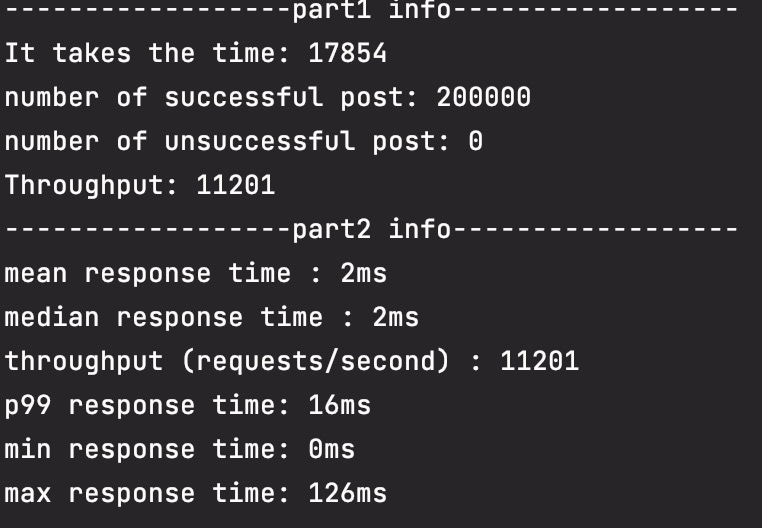 ------------------part1 info------------------
It takes the time: 17854
number of successful post: 200000
number of unsuccessful post: 0
Throughput: 11201
------------------part2 info------------------
mean response time : 2ms
median response time : 2ms
throughput (requests/second) : 11201
p99 response time: 16ms
min response time: 0ms
max response time: 126ms